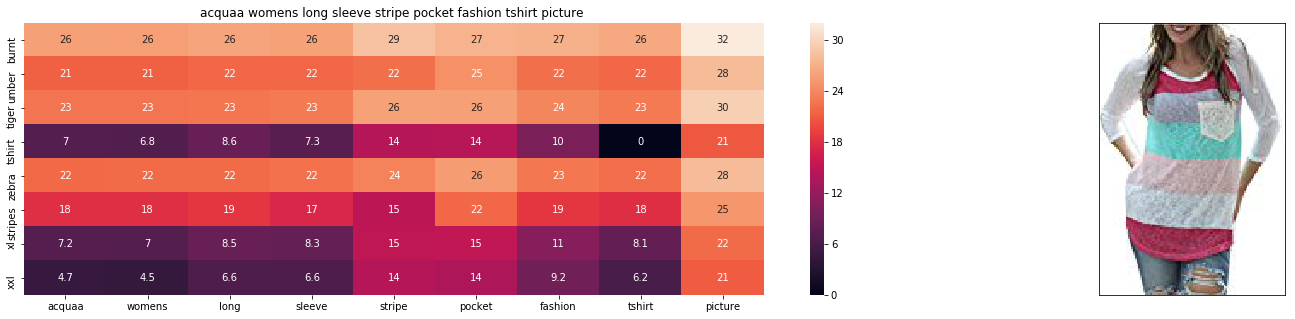 acquaa womens long sleeve stripe pocket fashion tshirt picture
burnt 26 26 26 26 29 27 27 26 32
umber 21 21 22 22 22 25 22 22 28
tiger 23 23 23 23 26 26 24 23 30
tshirt 7 6.8 8.6 7.3 14 14 10 0 21
zebra 22 22 22 22 24 26 23 22 28
stripes 18 18 19 17 15 22 19 18 25
xl 7.2 7 8.5 8.3 15 15 11 8.1 22
xxl 4.7 4.5 6.6 6.6 14 14 9.2 6.2 21
acquaa womens long sleeve stripe pocket fashion tshirt picture
30
24
18
12
6
0